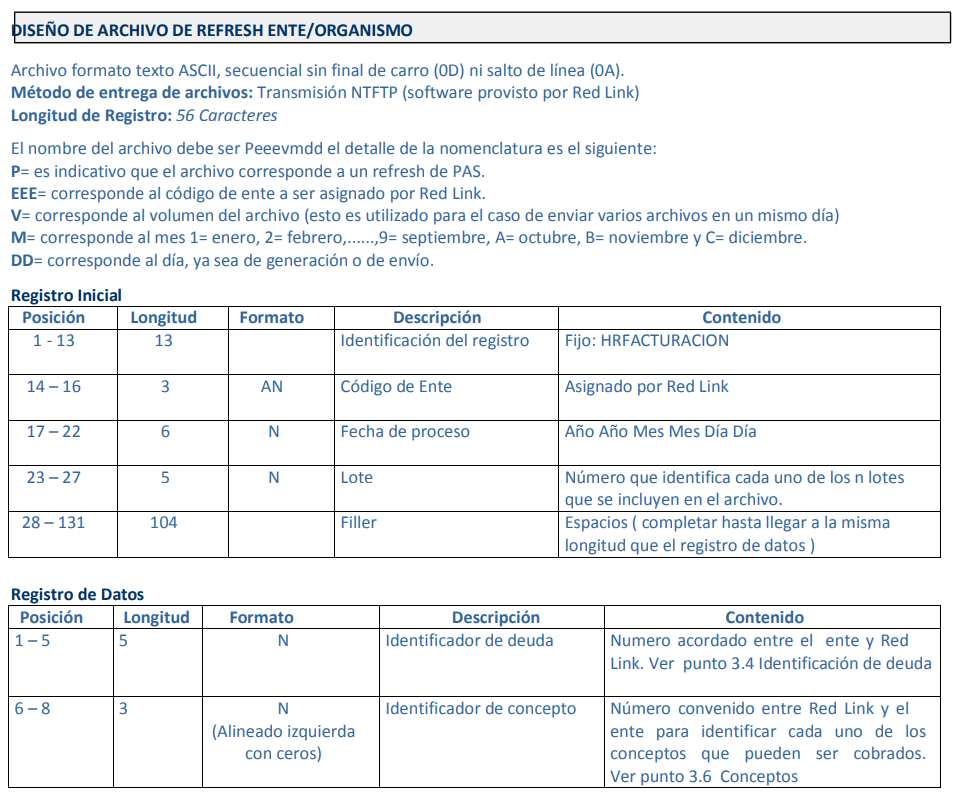 DISEÑO DE ARCHIVO DE REFRESH ENTE/ORGANISMO
Archivo formato texto ASCII, secuencial sin final de carro (0D) ni salto de línea (0A).
Método de entrega de archivos: Transmisión NTFTP (software provisto por Red Link)
Longitud de Registro: 56 Caracteres
El nombre del archivo debe ser Peeevmdd el detalle de la nomenclatura es el siguiente:
P= es indicativo que el archivo corresponde a un refresh de PAS.
EEE= corresponde al código de ente a ser asignado por Red Link.
V= corresponde al volumen del archivo (esto es utilizado para el caso de enviar varios archivos en un mismo día)
M= corresponde al mes 1= enero, 2= febrero,......,9= septiembre, A= octubre, B= noviembre y C= diciembre.
DD= corresponde al día, ya sea de generación o de envío.
Registro Inicial
Posición Longitud Formato Descripción Contenido
1 - 13 13 Identificación del registro Fijo: HRFACTURACION
14 – 16 3 AN Código de Ente Asignado por Red Link
17 – 22 6 N Fecha de proceso Año Año Mes Mes Día Día
23 – 27 5 N Lote Número que identifica cada uno de los n lotes
que se incluyen en el archivo.
28 – 131 104 Filler Espacios ( completar hasta llegar a la misma
longitud que el registro de datos )
Registro de Datos
Posición Longitud Formato Descripción Contenido
1 – 5 5 N Identificador de deuda Numero acordado entre el ente y Red
Link. Ver punto 3.4 Identificación de deuda
6 – 8 3 N Identificador de concepto Número convenido entre Red Link y el
(Alineado izquierda ente para identificar cada uno de los
con ceros) conceptos que pueden ser cobrados.
Ver punto 3.6 Conceptos